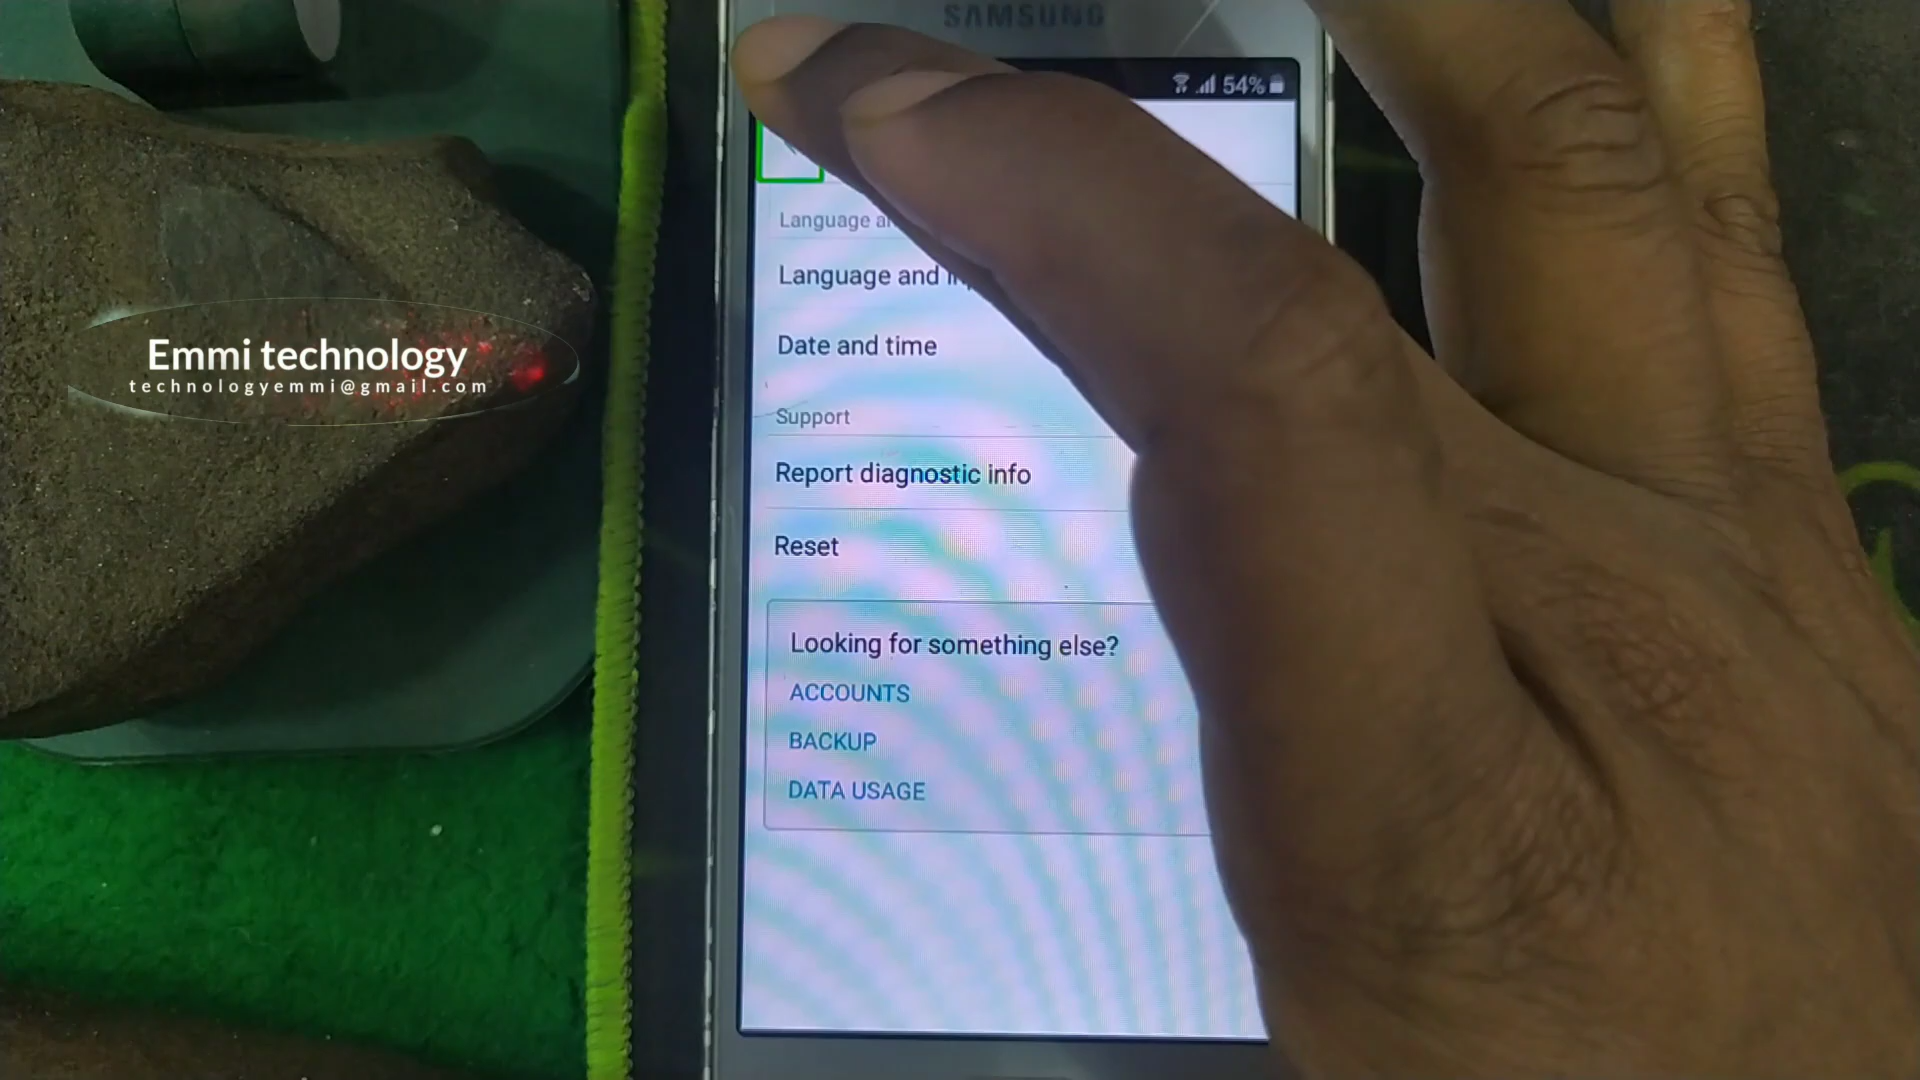 SAMSUNG
54%
Language
Language and
Date and time
Support
Report diagnostic info
Reset
Looking for something else?
ACCOUNTS
BACKUP
DATA USAGE
Emmi technology
technologyemmi@gmail.com